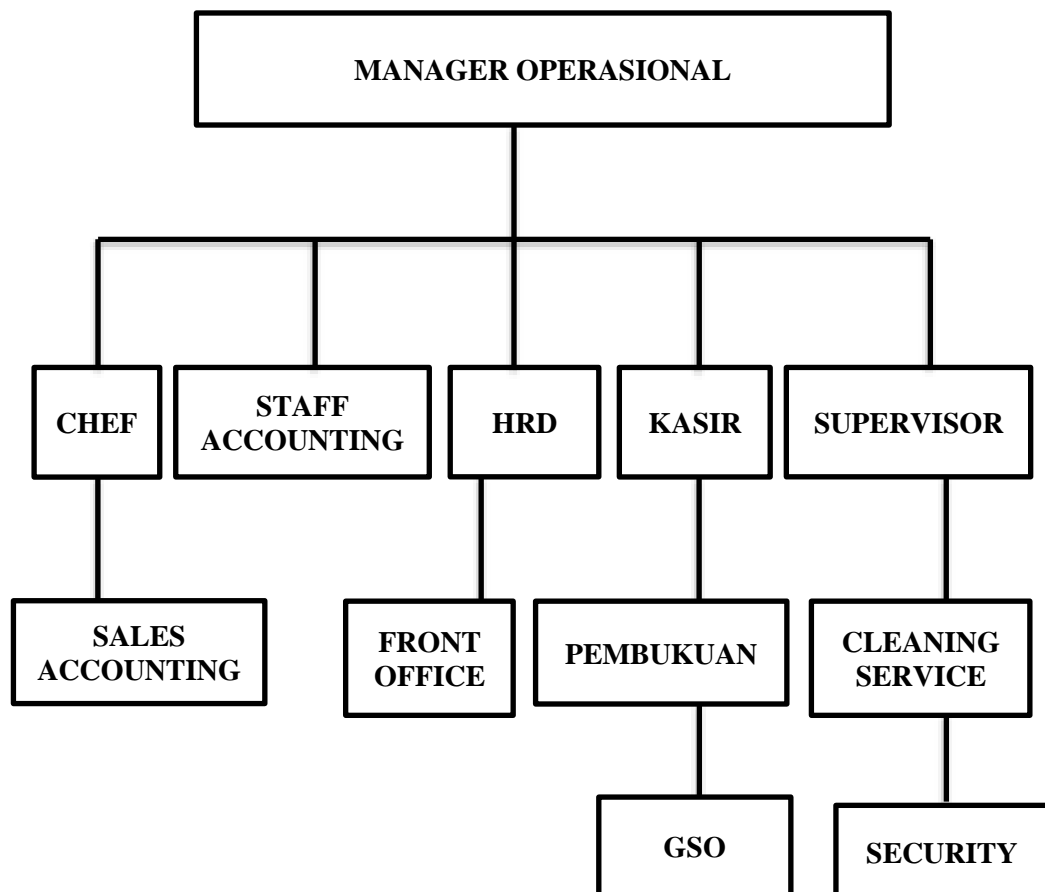 MANAGER OPERASIONAL
CHEF
STAFF
ACCOUNTING
HRD
KASIR
SUPERVISOR
SALES
ACCOUNTING
FRONT
OFFICE
PEMBUKUAN
CLEANING
SERVICE
GSO
SECURITY